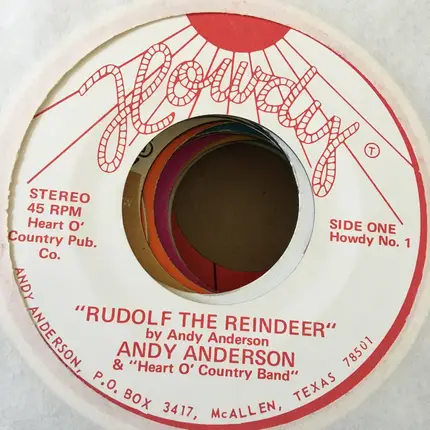 Howdy
T
STEREO
45 RPM
Heart O'
Country Pub.
Co.
SIDE ONE
Howdy No. 1
"RUDOLF THE REINDEER"
by Andy Anderson
ANDY ANDERSON
& "Heart O' Country Band"
ANDY ANDERSON, P.O. BOX 3417, McALLEN, TEXAS 78501